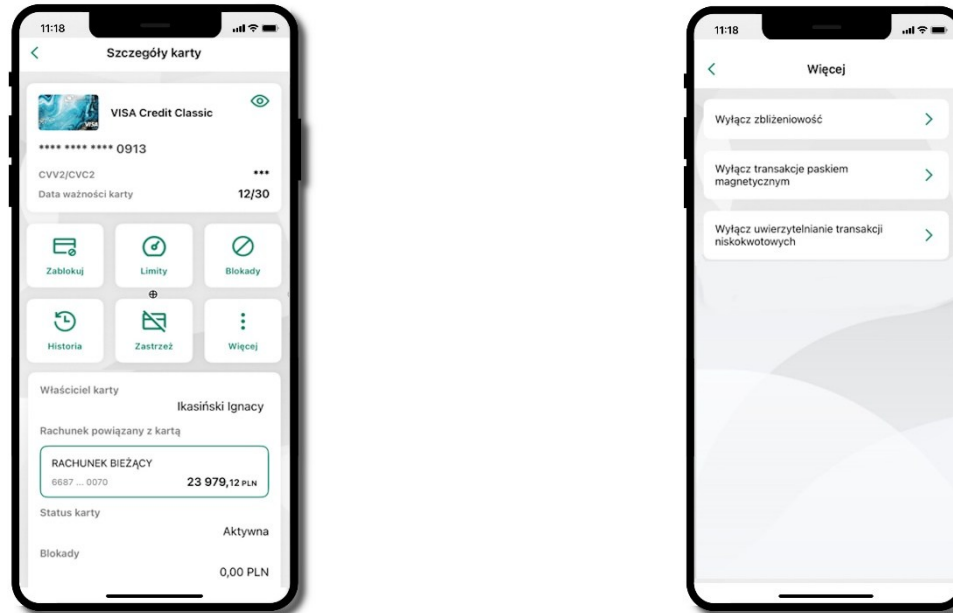 11:18
Szczegóły karty
VISA Credit Classic
VISA
**** **** **** 0913
CVV2/CVC2 ***
Data ważności karty 12/30
Zablokuj Limity Blokady
Historia Zastrzeż Więcej
Właściciel karty
Ikasiński Ignacy
Rachunek powiązany z kartą
RACHUNEK BIEŻĄCY
6687 ... 0070 23 979,12 PLN
Status karty
Aktywna
Blokady
0,00 PLN
11:18
Więcej
Wyłącz zbliżeniowość
Wyłącz transakcje paskiem
magnetycznym
Wyłącz uwierzytelnianie transakcji
niskokwotowych